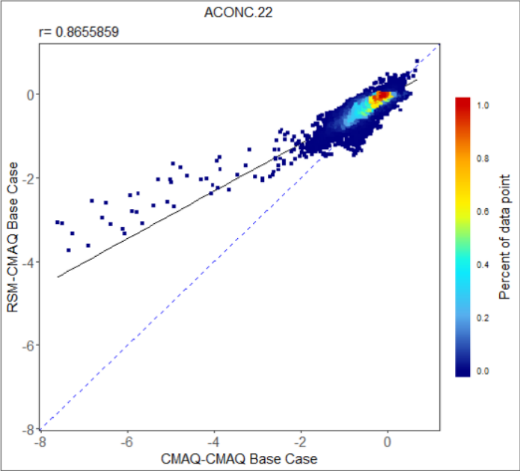 ACONC.22
r= 0.8655859
RSM-CMAQ Base Case
0
-2
-4
-6
-8
-8 -6 -4 -2 0
CMAQ-CMAQ Base Case
1.0
0.8
0.6
0.4
0.2
0.0
Percent of data point